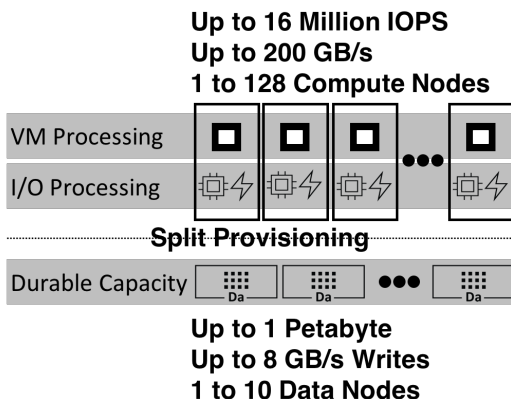 Up to 16 Million IOPS
Up to 200 GB/s
1 to 128 Compute Nodes
VM Processing
I/O Processing
Split Provisioning
Durable Capacity
Da
Da
Da
Up to 1 Petabyte
Up to 8 GB/s Writes
1 to 10 Data Nodes